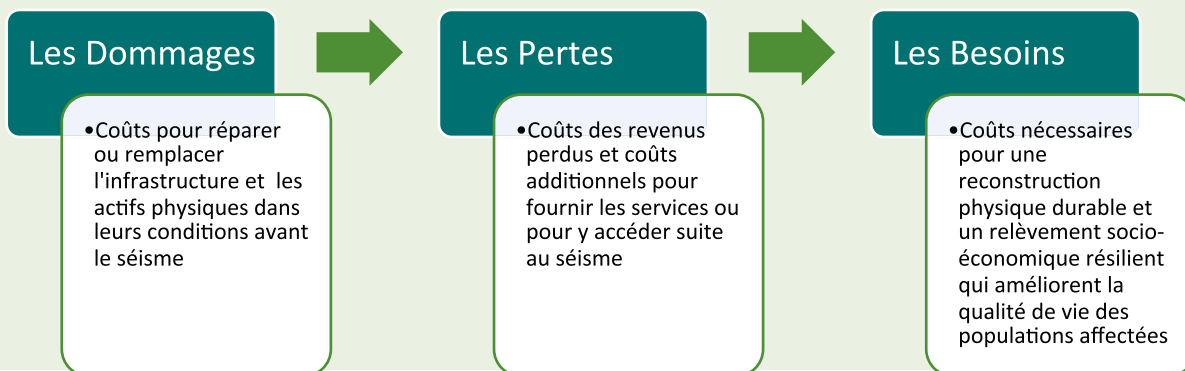 Les Dommages
•Coûts pour réparer
ou remplacer
l'infrastructure et les
actifs physiques dans
leurs conditions avant
le séisme
Les Pertes
•Coûts des revenus
perdus et coûts
additionnels pour
fournir les services ou
pour y accéder suite
au séisme
Les Besoins
•Coûts nécessaires
pour une
reconstruction
physique durable et
un relèvement socio-
économique résilient
qui améliorent la
qualité de vie des
populations affectées